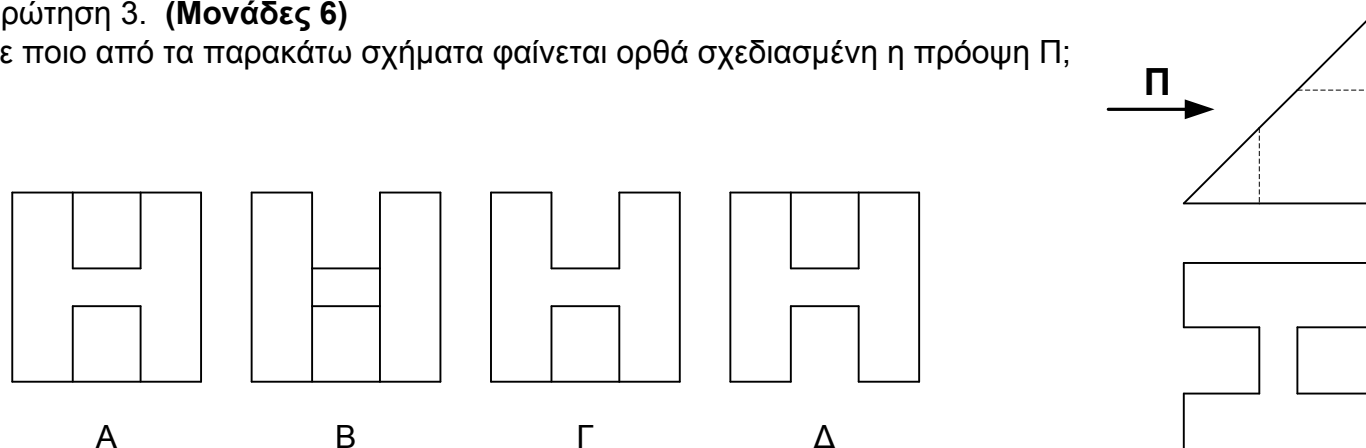 ρώτηση 3. (Μονάδες 6)
ε ποιο από τα παρακάτω σχήματα φαίνεται ορθά σχεδιασμένη η πρόοψη Π;
Π
Α Β Γ Δ